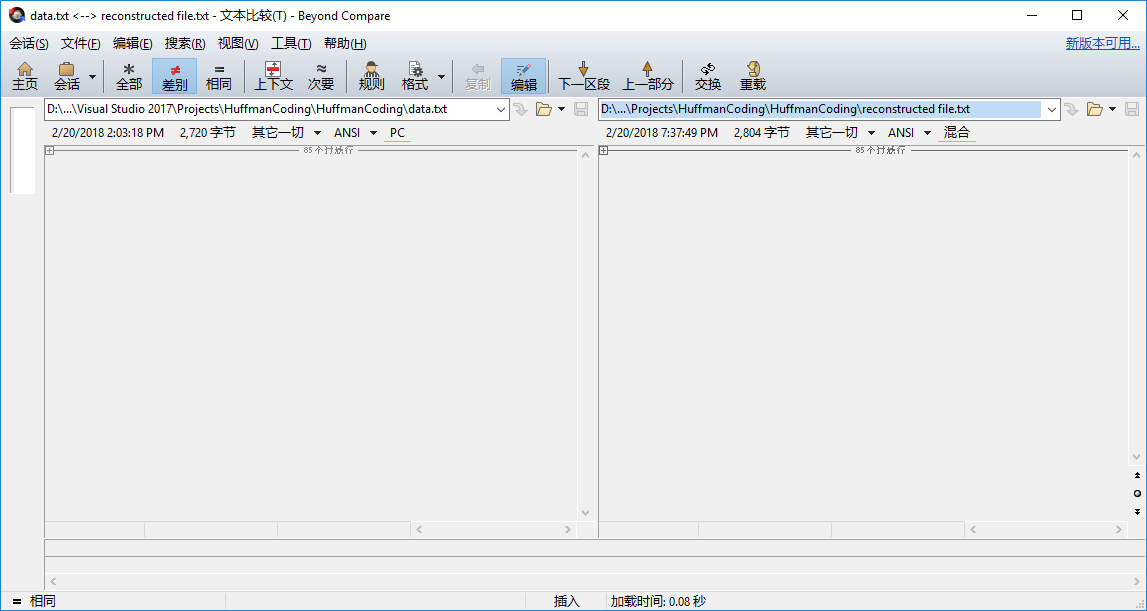 data.txt <--> reconstructed file.txt - 文本比较(T) - Beyond Compare
会话(S) 文件(F) 编辑(E) 搜索(R) 视图(V) 工具(T) 帮助(H) 新版本可用...
主页 会话 全部 差别 相同 上下文 次要 规则 格式 复制 编辑 下一区段 上一部分 交换 重载
D:\...\Visual Studio 2017\Projects\HuffmanCoding\HuffmanCoding\data.txt D:\...\Projects\HuffmanCoding\HuffmanCoding\reconstructed file.txt
2/20/2018 2:03:18 PM 2,720 字节 其它一切 ANSI PC 2/20/2018 7:37:49 PM 2,804 字节 其它一切 ANSI 混合
85 个过滤行 85 个过滤行
= 相同 插入 加载时间: 0.08 秒